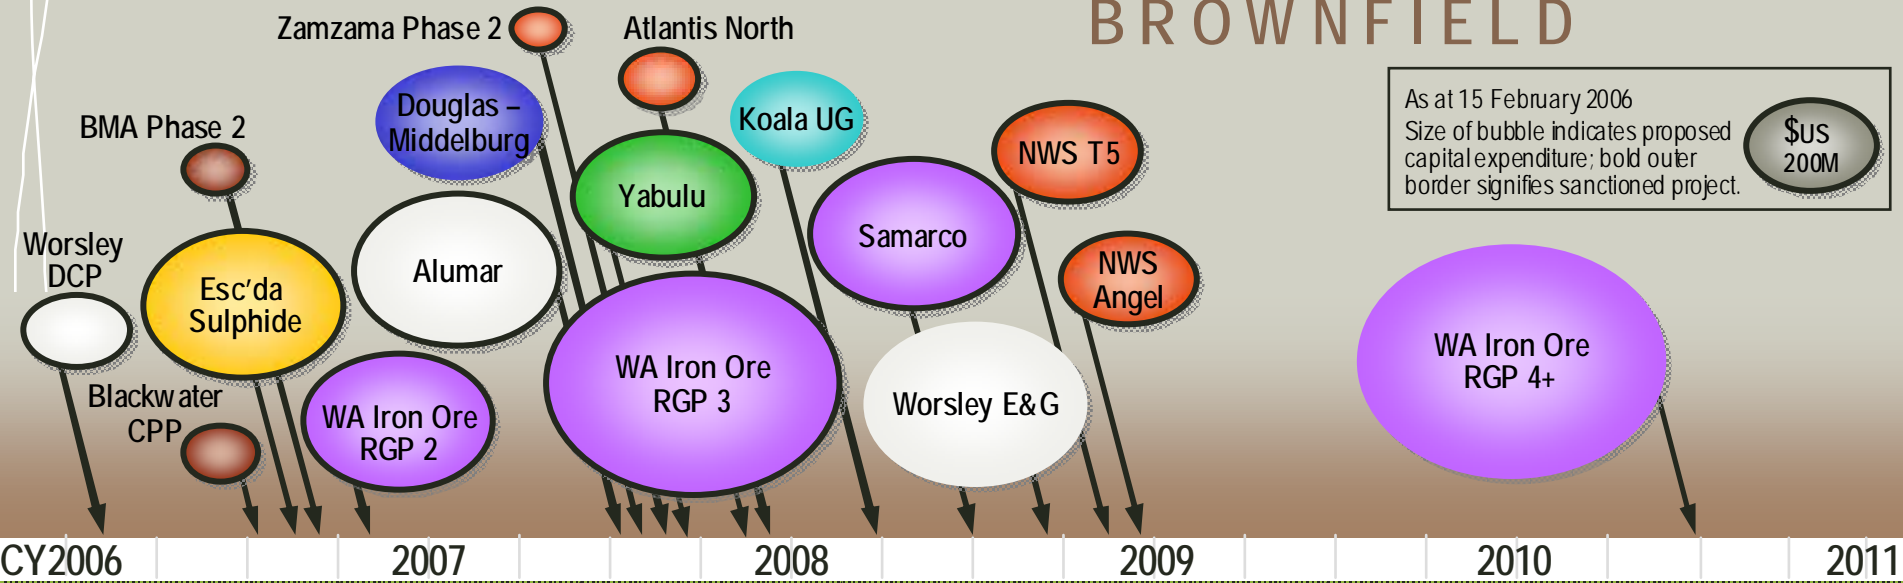 BROWNFIELD
Zamzama Phase 2
Atlantis North
As at 15 February 2006
Size of bubble indicates proposed
capital expenditure; bold outer
border signifies sanctioned project.
$US
200M
BMA Phase 2
Douglas –
Middelburg
Koala UG
NWS T5
Yabulu
Samarco
Worsley
DCP
Esc'da
Sulphide
Alumar
NWS
Angel
WA Iron Ore
RGP 3
WA Iron Ore
RGP 4+
Blackwater
CPP
WA Iron Ore
RGP 2
Worsley E&G
CY2006 2007 2008 2009 2010 2011